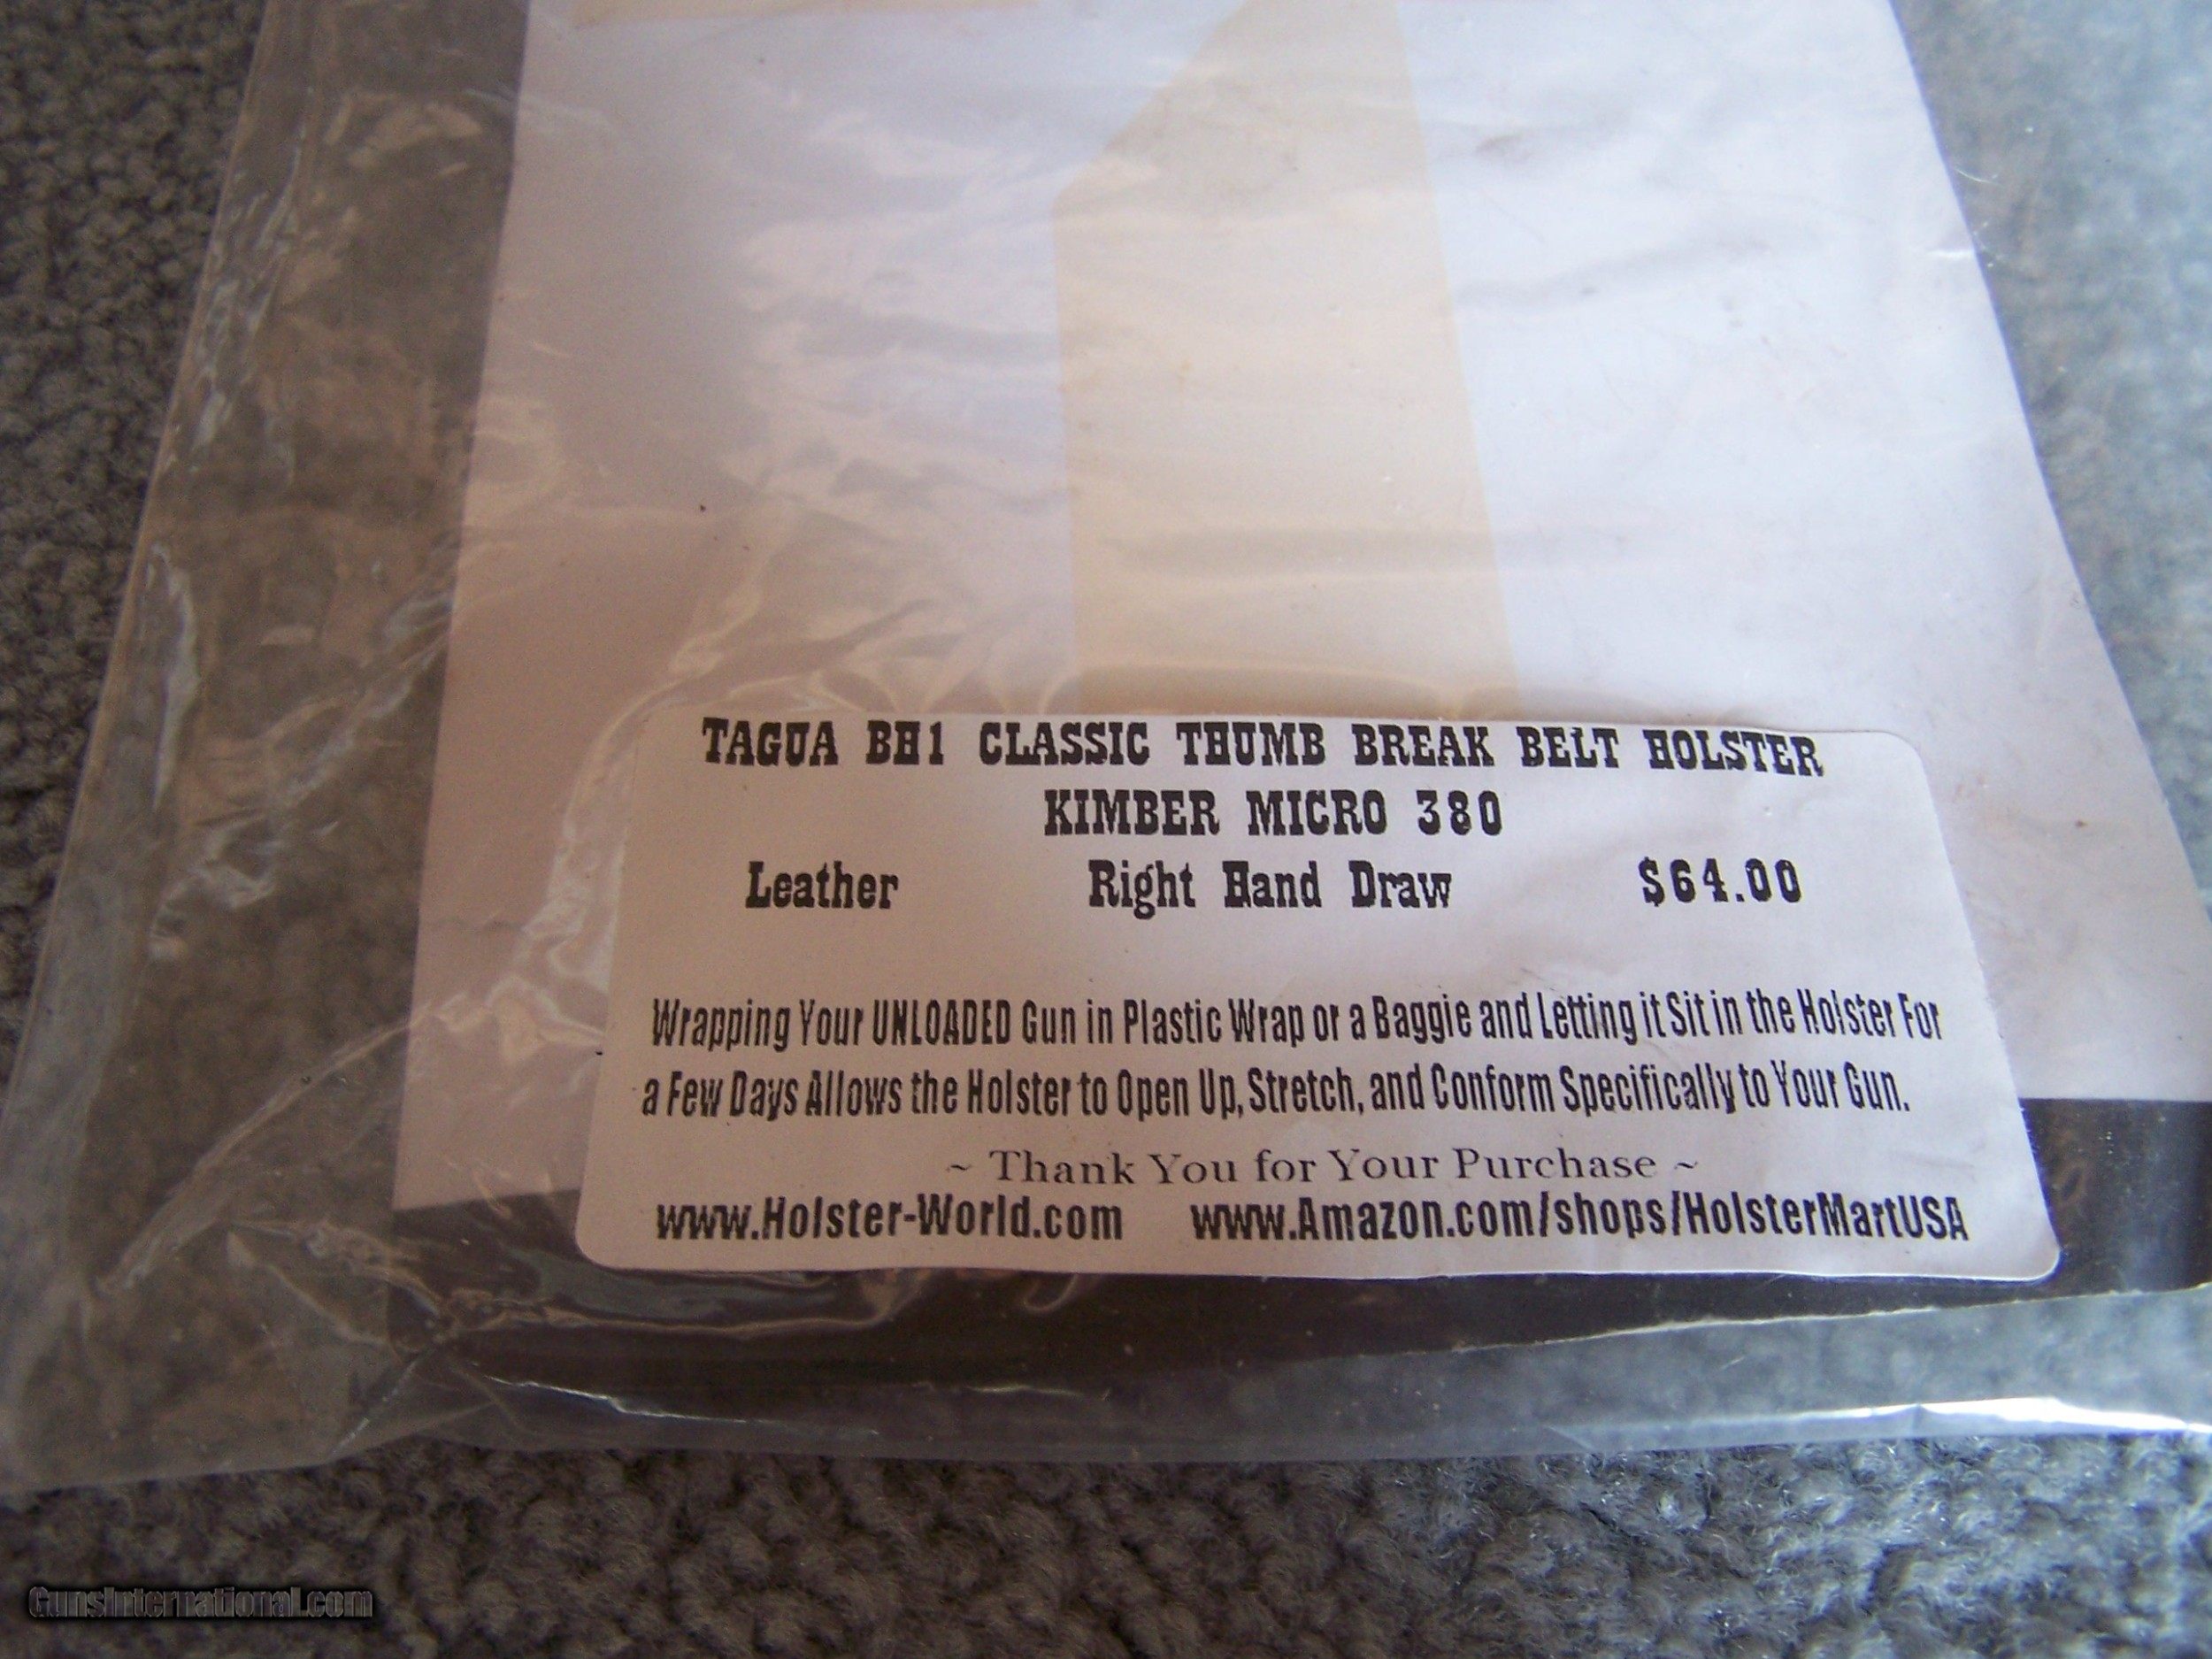 TAGUA BH1 CLASSIC THUMB BREAK BELT HOLSTER
KIMBER MICRO 380
Leather Right Hand Draw $64.00
Wrapping Your UNLOADED Gun in Plastic Wrap or a Baggie and Letting it Sit in the Holster For
a Few Days Allows the Holster to Open Up, Stretch, and Conform Specifically to Your Gun.
~ Thank You for Your Purchase ~
www.Holster-World.com www.Amazon.com/shops/HolsterMartUSA
GunsInternational.com